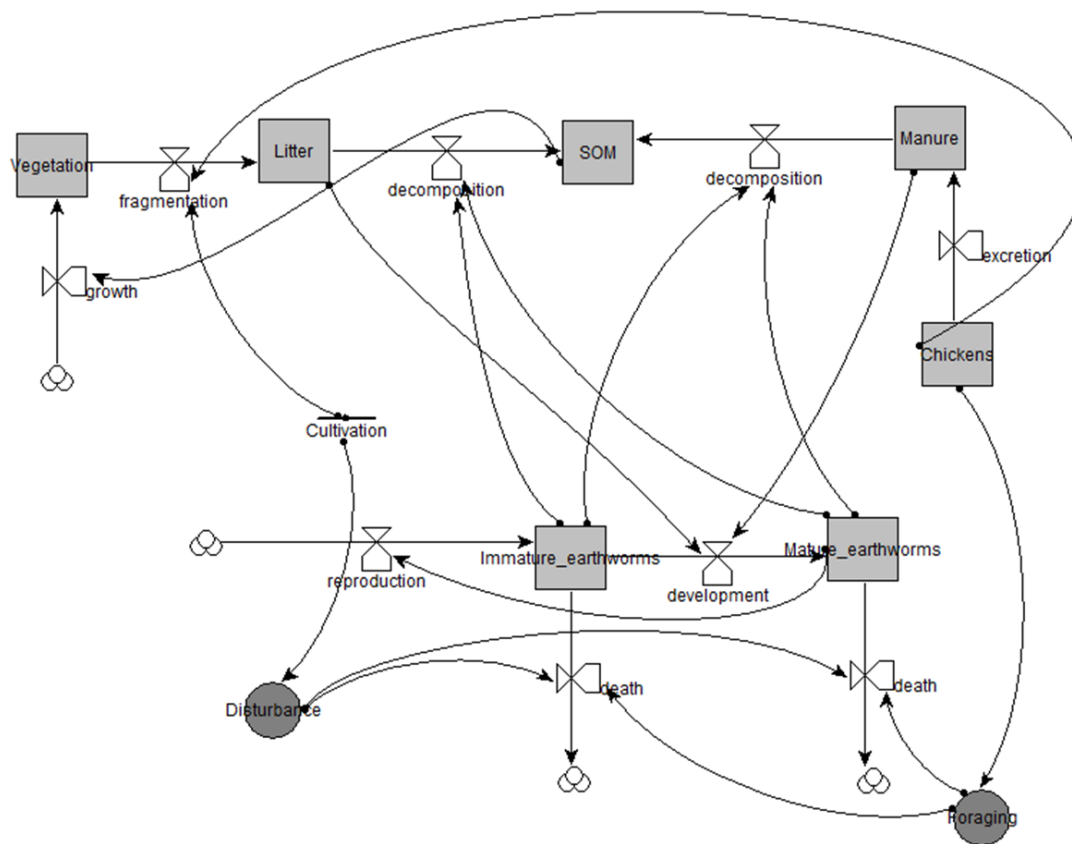 Vegetation
fragmentation
Litter
decomposition
SOM
decomposition
Manure
growth
excretion
Chickens
Cultivation
reproduction
Immature_earthworms
development
Mature_earthworms
Disturbance
death
death
Foraging